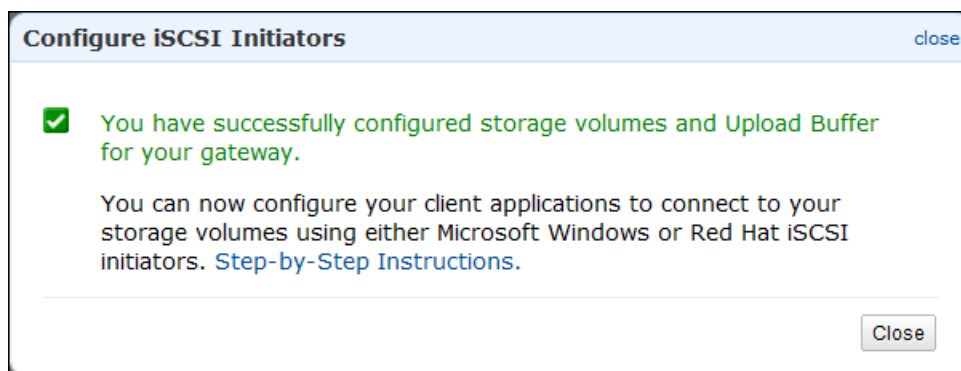 Configure iSCSI Initiators
close
You have successfully configured storage volumes and Upload Buffer
for your gateway.
You can now configure your client applications to connect to your
storage volumes using either Microsoft Windows or Red Hat iSCSI
initiators. Step-by-Step Instructions.
Close